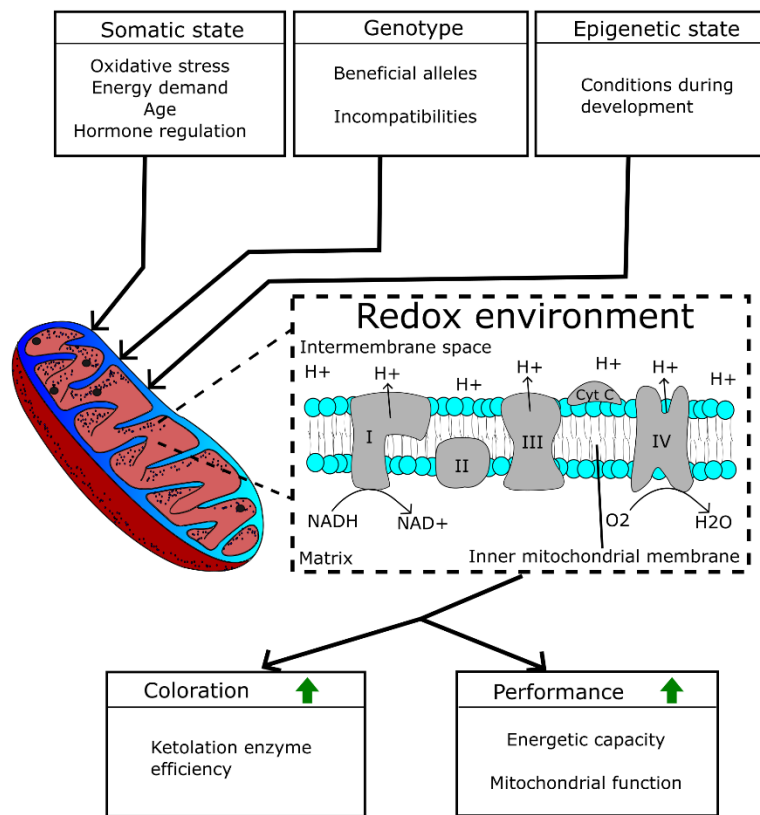 Somatic state
Oxidative stress
Energy demand
Age
Hormone regulation
Genotype
Beneficial alleles
Incompatibilities
Epigenetic state
Conditions during
development
Redox environment
Intermembrane space
H+
H+
H+
H+
H+
H+
H+
Cyt C
I
II
III
IV
NADH
NAD+
O2
H2O
Matrix
Inner mitochondrial membrane
Coloration
Ketolation enzyme
efficiency
Performance
Energetic capacity
Mitochondrial function